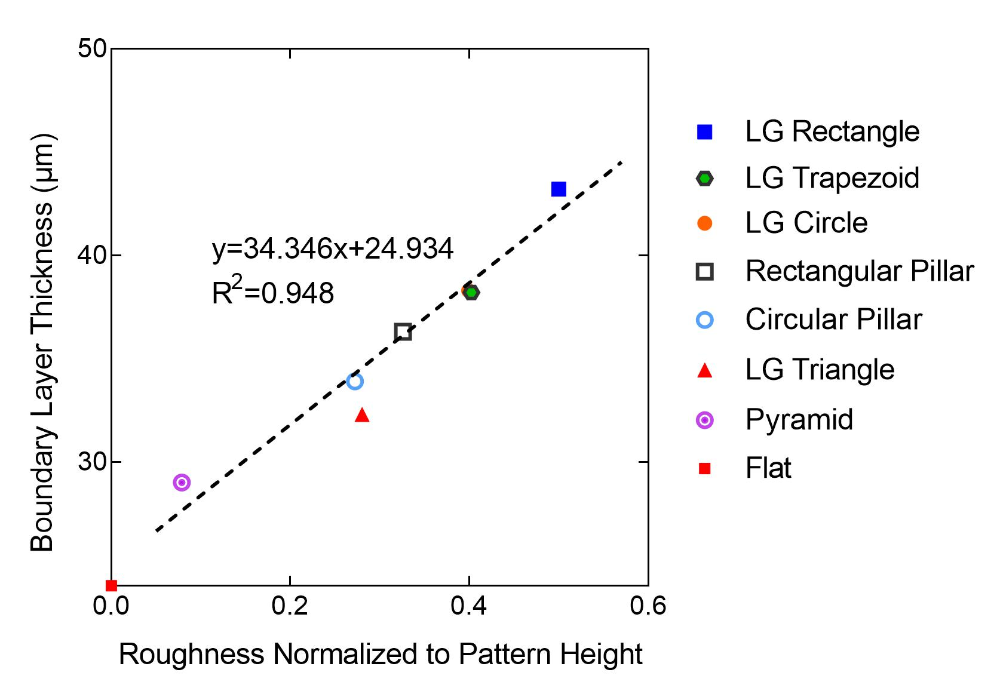 50
40
30
Boundary Layer Thickness (μm)
y=34.346x+24.934
R²=0.948
0.0 0.2 0.4 0.6
Roughness Normalized to Pattern Height
LG Rectangle
LG Trapezoid
LG Circle
Rectangular Pillar
Circular Pillar
LG Triangle
Pyramid
Flat